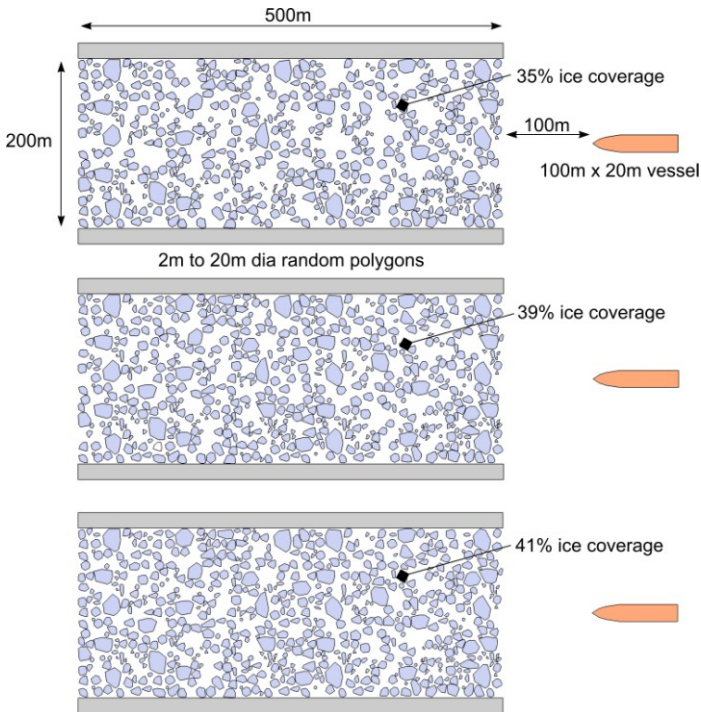 500m
35% ice coverage
200m
100m
100m x 20m vessel
2m to 20m dia random polygons
39% ice coverage
41% ice coverage